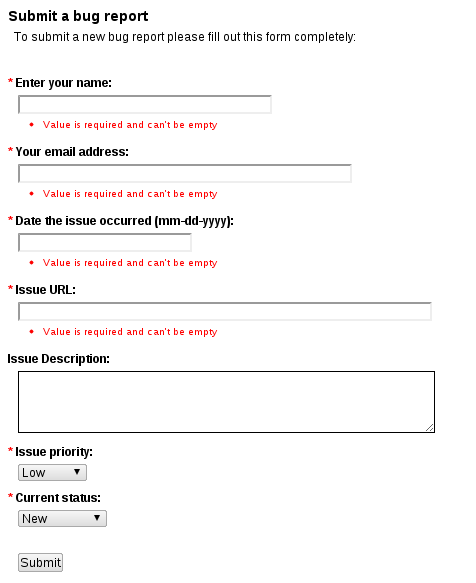 Submit a bug report
To submit a new bug report please fill out this form completely:
* Enter your name:
• Value is required and can't be empty
* Your email address:
• Value is required and can't be empty
* Date the issue occurred (mm-dd-yyyy):
• Value is required and can't be empty
* Issue URL:
• Value is required and can't be empty
Issue Description:
* Issue priority:
Low
* Current status:
New
Submit